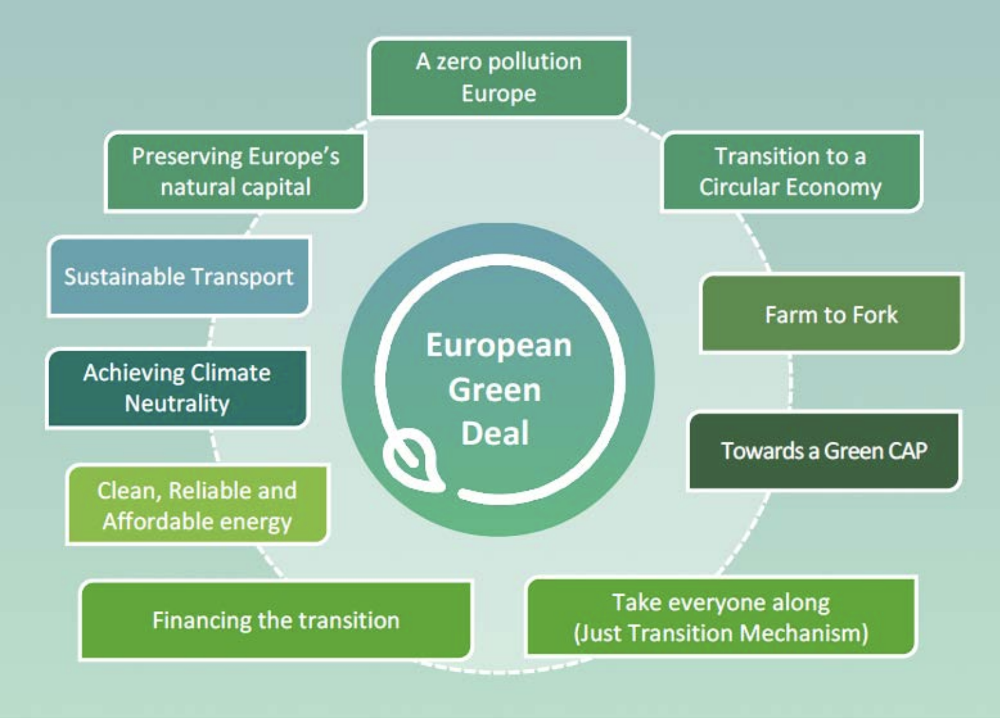 A zero pollution
Europe
Preserving Europe’s
natural capital
Transition to a
Circular Economy
Sustainable Transport
Farm to Fork
European
Green
Deal
Achieving Climate
Neutrality
Towards a Green CAP
Clean, Reliable and
Affordable energy
Financing the transition
Take everyone along
(Just Transition Mechanism)